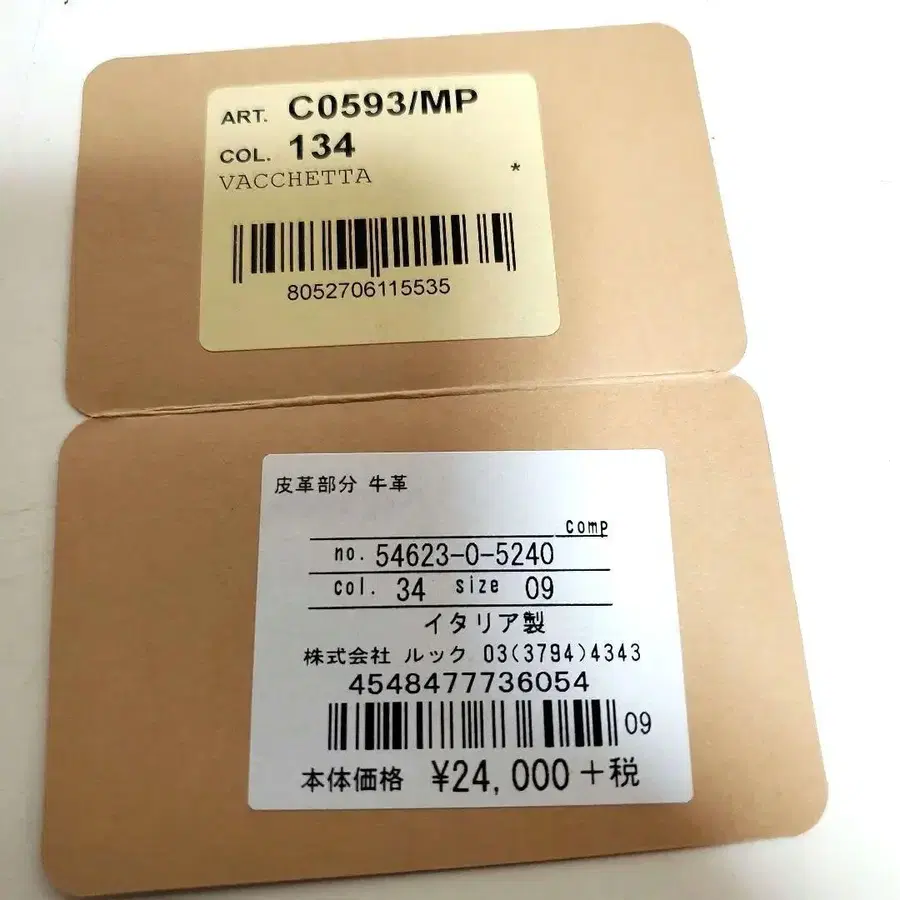 ART. C0593/MP
COL. 134
VACCHETTA *
8052706115535
皮革部分 牛革
comp
no. 54623-0-5240
col. 34 size 09
イタリア製
株式会社 ルック 03(3794)4343
4548477736054
09
本体価格 ¥24,000+税